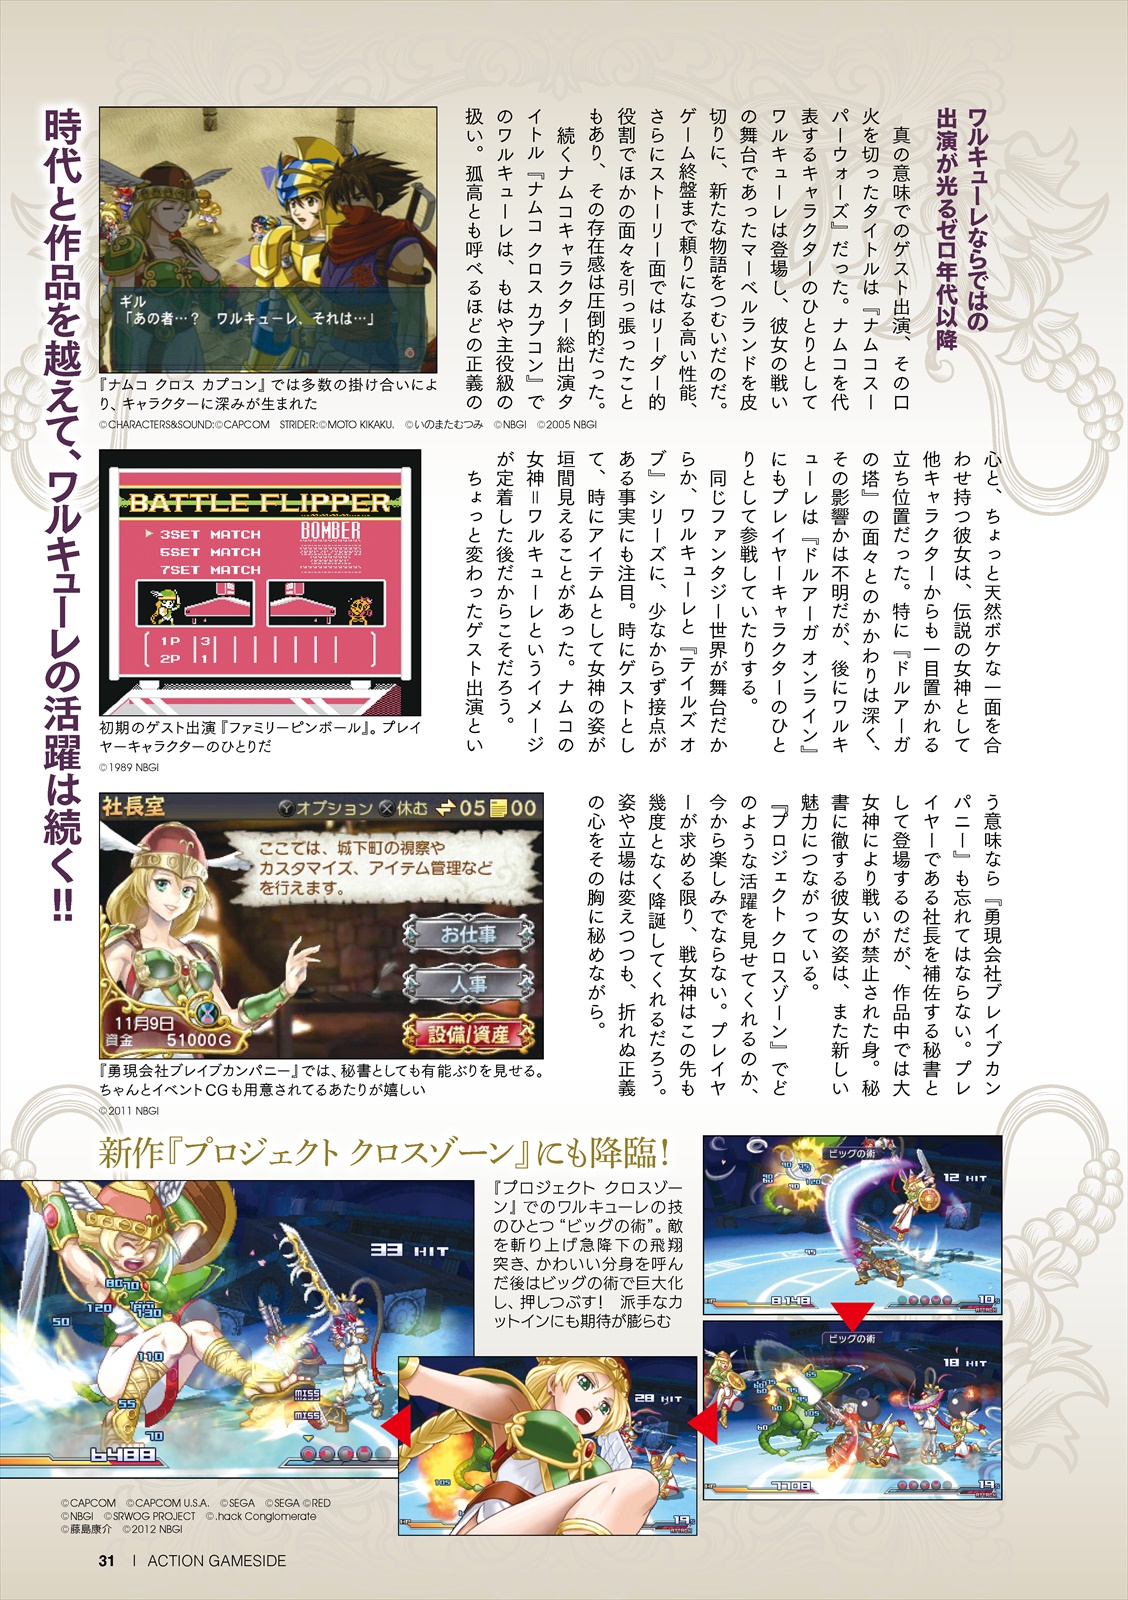 時代と作品を越えて、ワルキューレの活躍は続く!!
ワルキューレならではの
出演が光るゼロ年代以降
真の意味でのゲスト出演、その口
火を切ったタイトルは『ナムコスー
パーウォーズ』だった。ナムコを代
表するキャラクターのひとりとして
ワルキューレは登場し、彼女の戦い
の舞台であったマーベルランドを皮
切りに、新たな物語をつむいだのだ。
ゲーム終盤まで頼りになる高い性能、
さらにストーリー面ではリーダー的
役割でほかの面々を引っ張ったこと
もあり、その存在感は圧倒的だった。
続くナムコキャラクター総出演タ
イトル『ナムコ クロス カプコン』で
のワルキューレは、もはや主役級の
扱い。孤高とも呼べるほどの正義の
心と、ちょっと天然ボケな一面を合
わせ持つ彼女は、伝説の女神として
他キャラクターからも一目置かれる
立ち位置だった。特に『ドルアーガ
の塔』の面々とのかかわりは深く、
その影響かは不明だが、後にワルキ
ューレは『ドルアーガ オンライン』
にもプレイヤーキャラクターのひと
りとして参戦していたりする。
同じファンタジー世界が舞台だか
らか、ワルキューレと『テイルズ オ
ブ』シリーズに、少なからず接点が
ある事実にも注目。時にゲストとし
て、時にアイテムとして女神の姿が
垣間見えることがあった。ナムコの
女神＝ワルキューレというイメージ
が定着した後だからこそだろう。
ちょっと変わったゲスト出演とい
う意味なら『勇現会社ブレイブカン
パニー』も忘れてはならない。プレ
イヤーである社長を補佐する秘書と
して登場するのだが、作品中では大
女神により戦いが禁止された身。秘
書に徹する彼女の姿は、また新しい
魅力につながっている。
『プロジェクト クロスゾーン』でど
のような活躍を見せてくれるのか、
今から楽しみでならない。プレイヤ
ーが求める限り、戦女神はこの先も
幾度となく降誕してくれるだろう。
姿や立場は変えつつも、折れぬ正義
の心をその胸に秘めながら。
ギル
「あの者…？　ワルキューレ、それは…」
『ナムコ クロス カプコン』では多数の掛け合いによ
り、キャラクターに深みが生まれた
©CHARACTERS&SOUND:©CAPCOM STRIDER:©MOTO KIKAKU. ©いのまたむつみ ©NBGI ©2005 NBGI
BATTLE FLIPPER
3SET MATCH
5SET MATCH
7SET MATCH
BOMBER
1P 3
2P 1
初期のゲスト出演『ファミリーピンボール』。プレイ
ヤーキャラクターのひとりだ
©1989 NBGI
社長室
Yオプション X休む 05 00
ここでは、城下町の視察や
カスタマイズ、アイテム管理など
を行えます。
お仕事
人事
設備/資産
11月9日
資金 51000G
『勇現会社ブレイブカンパニー』では、秘書としても有能ぶりを見せる。
ちゃんとイベントCGも用意されてるあたりが嬉しい
©2011 NBGI
新作『プロジェクト クロスゾーン』にも降臨！
『プロジェクト クロスゾー
ン』でのワルキューレの技
のひとつ“ビッグの術”。敵
を斬り上げ急降下の飛翔
突き、かわいい分身を呼ん
だ後はビッグの術で巨大化
し、押しつぶす！　派手なカ
ットインにも期待が膨らむ
ビッグの術
12 HIT
8,148
19
ビッグの術
18 HIT
7708
19
28 HIT
105
19
33 HIT
80
70
120
130
50
110
MISS
MISS
55
70
6488
©CAPCOM ©CAPCOM U.S.A. ©SEGA ©SEGA ©RED
©NBGI ©SRWOG PROJECT ©.hack Conglomerate
©藤島康介 ©2012 NBGI
31 | ACTION GAMESIDE